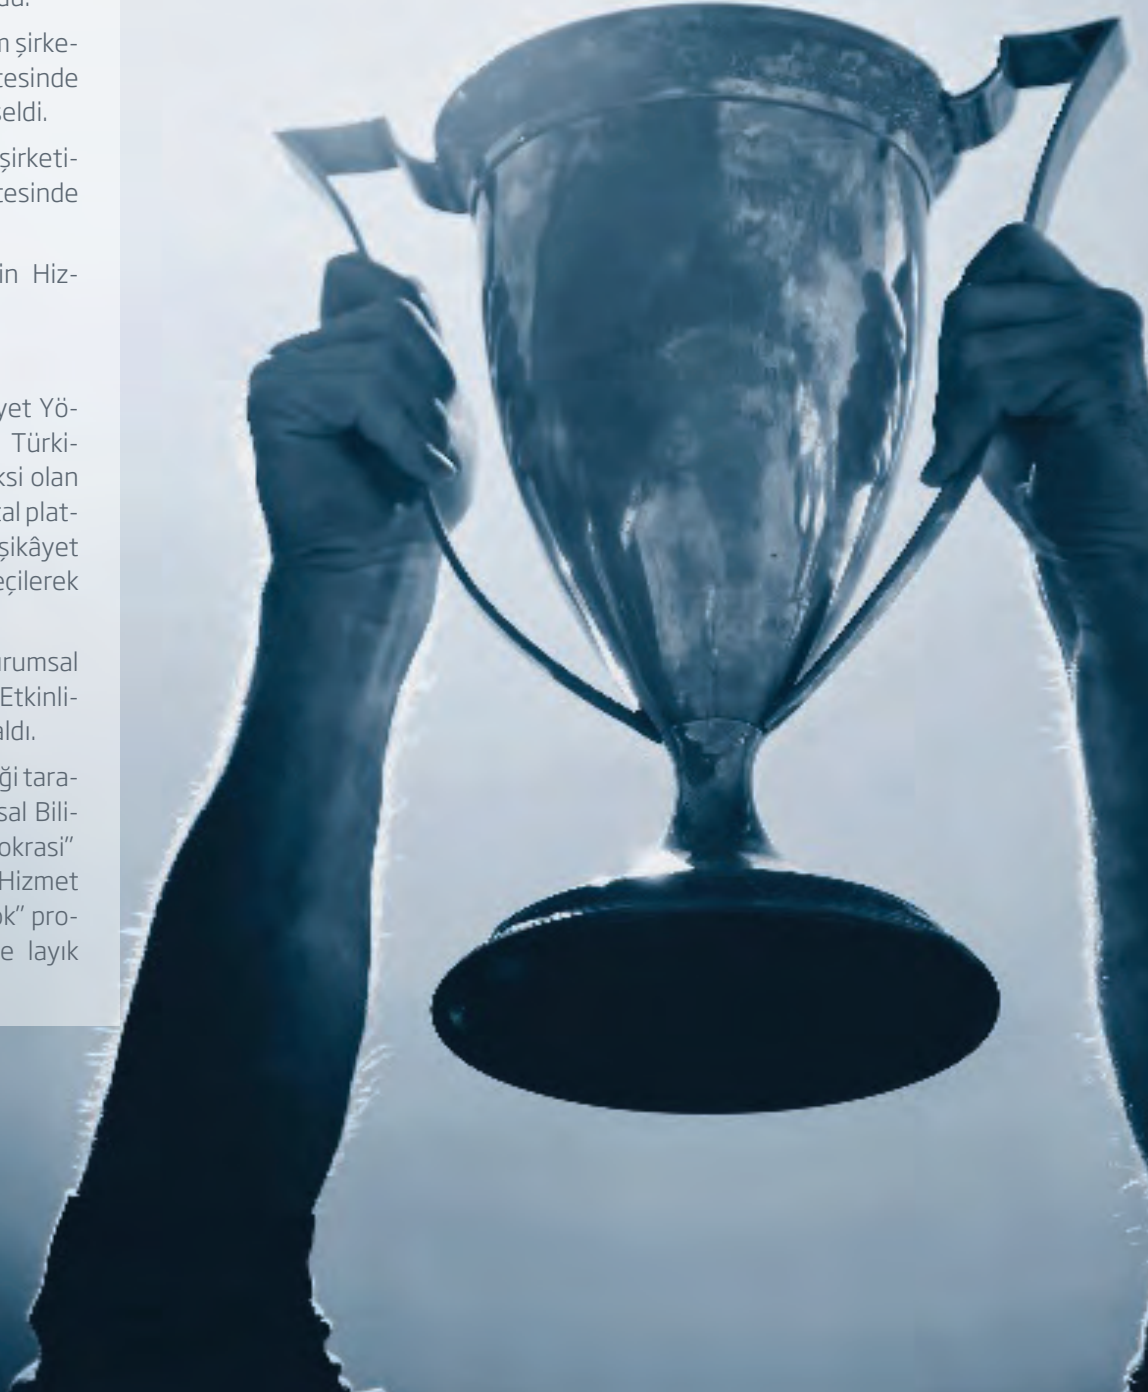 n şirke-
tesinde
eldi.
şirketi-
tesinde
in Hiz-
yet Yö-
Türki-
ksi olan
al plat-
şikâyet
eçilerek
urumsal
Etkinli-
aldı.
ği tara-
sal Bili-
okrasi”
Hizmet
ok” pro-
e layık